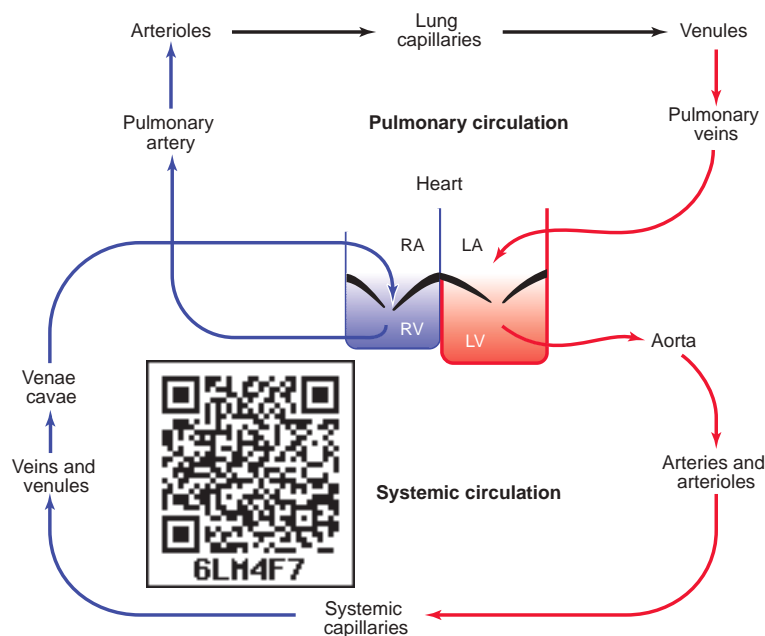 Lung
capillaries
Arterioles
Venules
Pulmonary
artery
Pulmonary circulation
Pulmonary
veins
Heart
RA
LA
RV
LV
Aorta
Venae
cavae
Veins and
venules
Arteries and
arterioles
Systemic circulation
6LM4F7
Systemic
capillaries